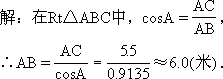 解：在Rt△ABC中，cosA=AC/AB，
∴AB=AC/cosA=55/0.9135≈6.0(米)．